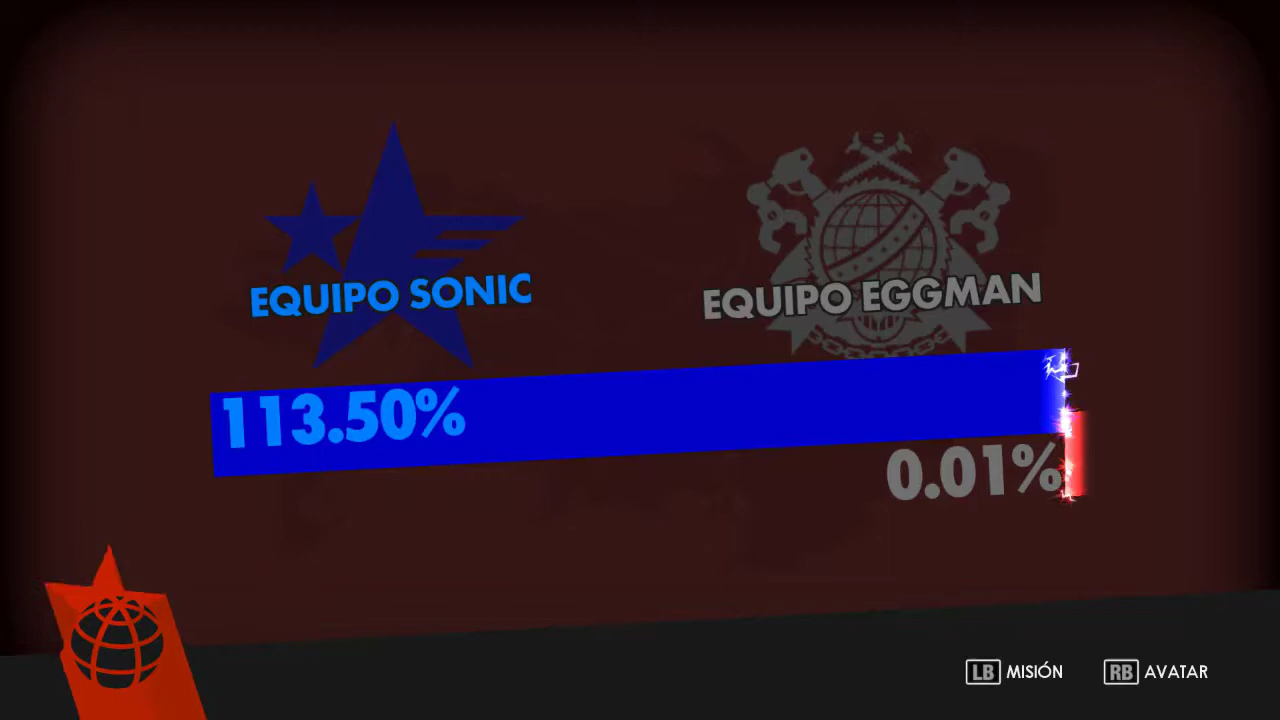 EQUIPO SONIC
EQUIPO EGGMAN
113.50%
0.01%
LB MISIÓN
RB AVATAR